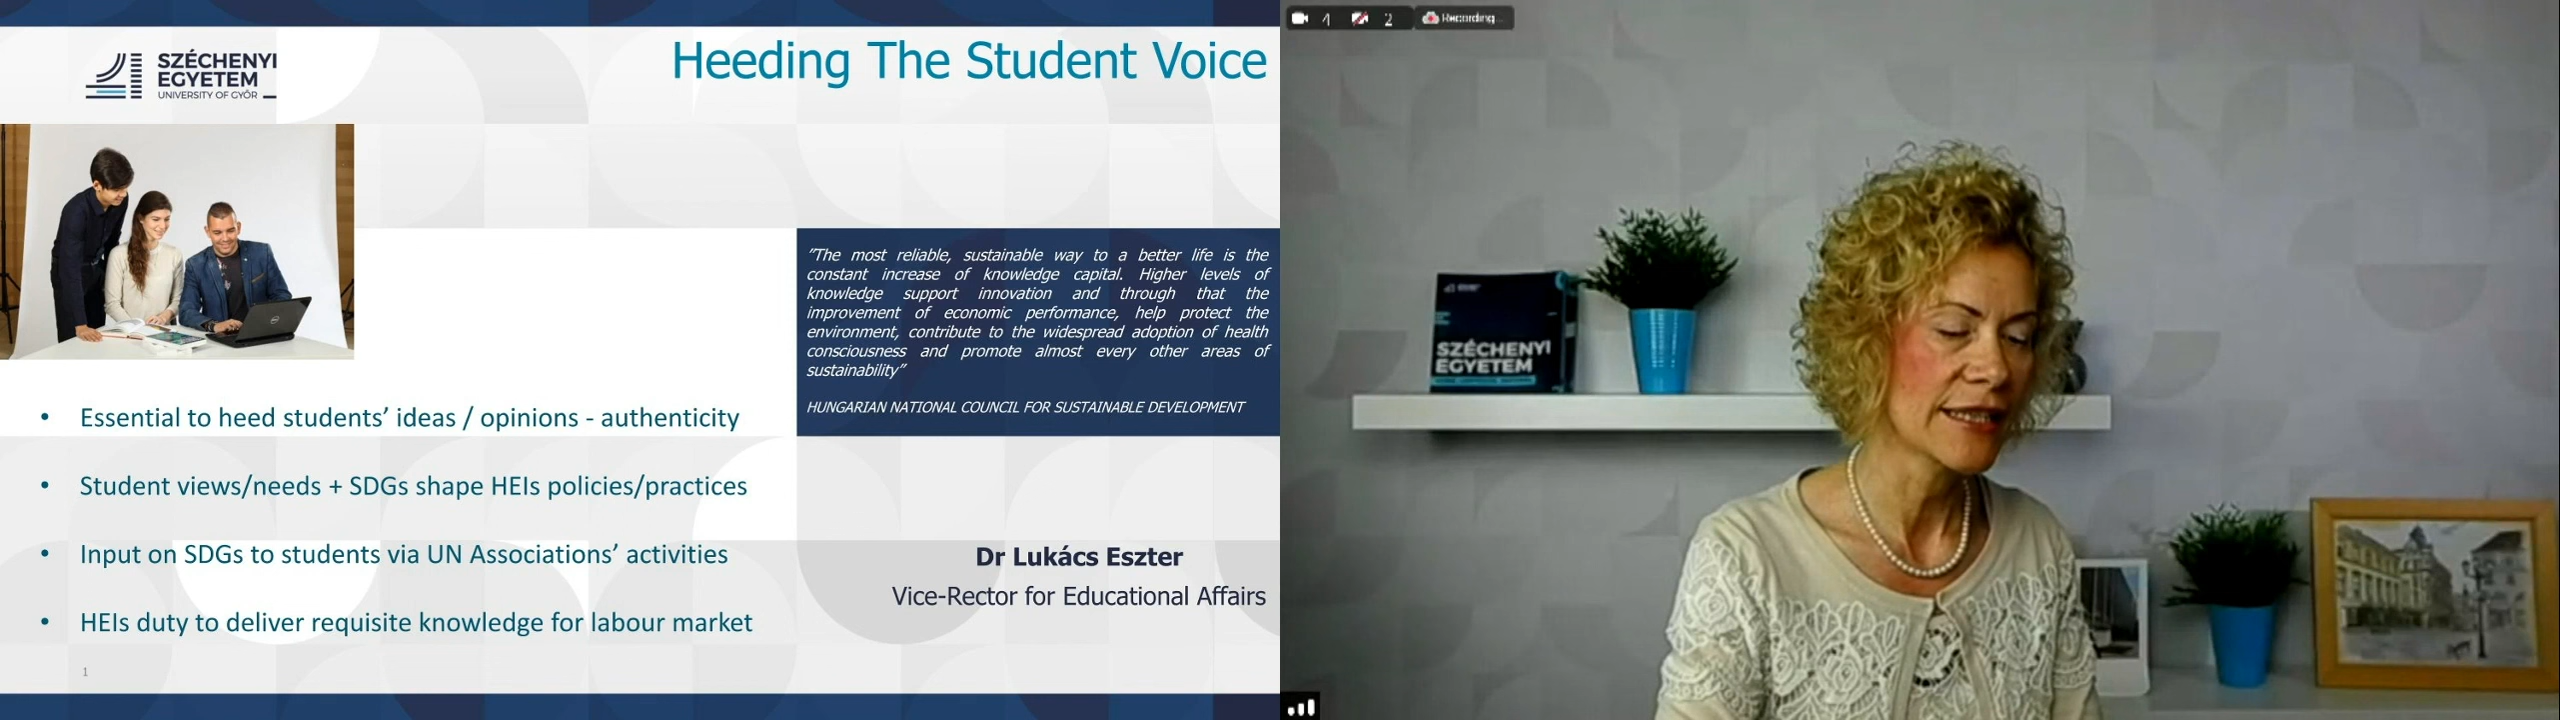 SZÉCHENYI
EGYETEM
UNIVERSITY OF GYŐR
Heeding The Student Voice
"The most reliable, sustainable way to a better life is the
constant increase of knowledge capital. Higher levels of
knowledge support innovation and through that the
improvement of economic performance, help protect the
environment, contribute to the widespread adoption of health
consciousness and promote almost every other areas of
sustainability"
HUNGARIAN NATIONAL COUNCIL FOR SUSTAINABLE DEVELOPMENT
• Essential to heed students’ ideas / opinions - authenticity
• Student views/needs + SDGs shape HEIs policies/practices
• Input on SDGs to students via UN Associations’ activities
• HEIs duty to deliver requisite knowledge for labour market
Dr Lukács Eszter
Vice-Rector for Educational Affairs
1
4 2 Recording...
SZÉCHENYI
EGYETEM